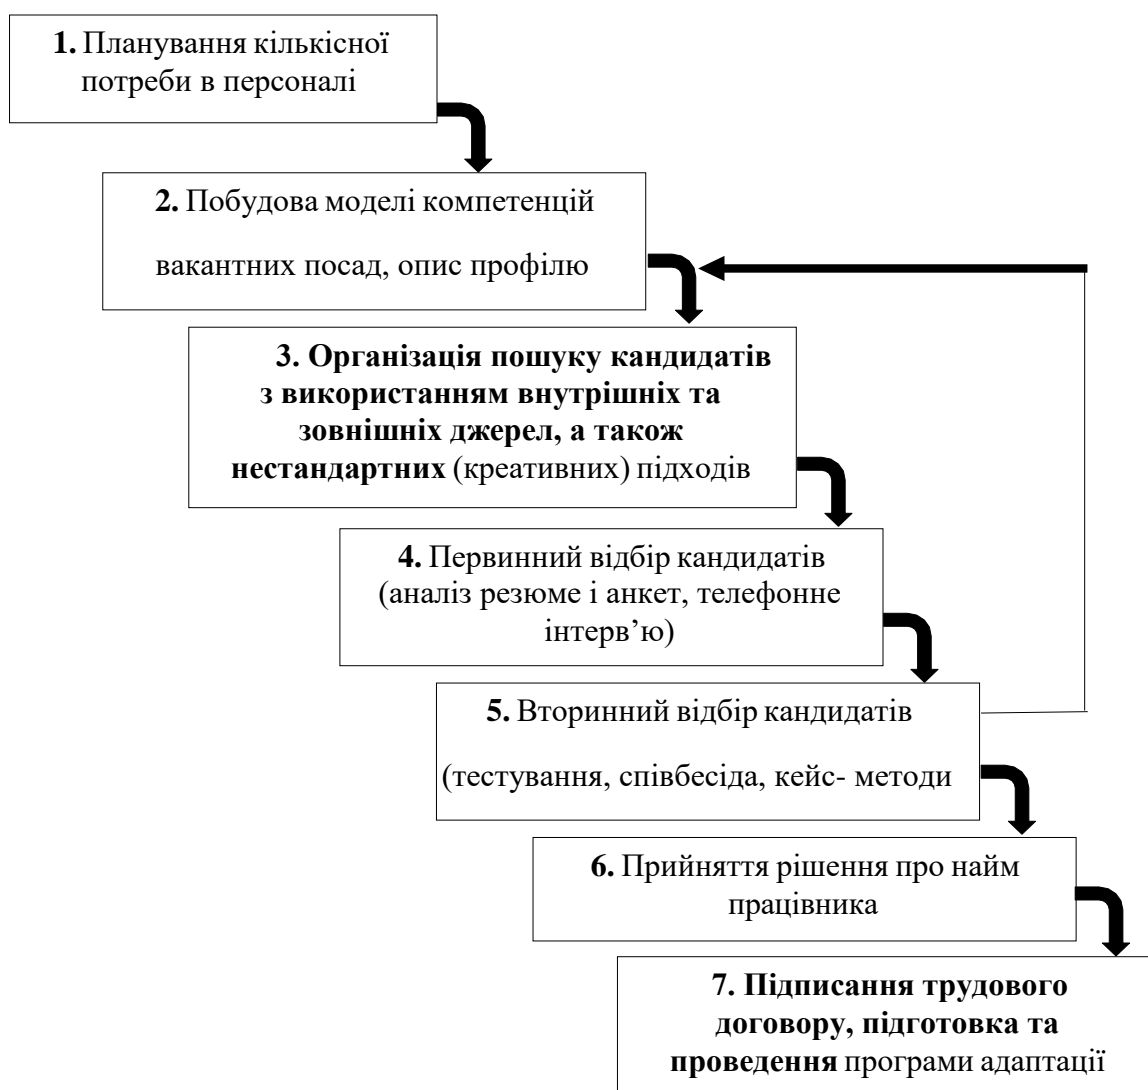 1. Планування кількісної
потреби в персоналі
2. Побудова моделі компетенцій
вакантних посад, опис профілю
3. Організація пошуку кандидатів
з використанням внутрішніх та
зовнішніх джерел, а також
нестандартних (креативних) підходів
4. Первинний відбір кандидатів
(аналіз резюме і анкет, телефонне
інтерв’ю)
5. Вторинний відбір кандидатів
(тестування, співбесіда, кейс- методи
6. Прийняття рішення про найм
працівника
7. Підписання трудового
договору, підготовка та
проведення програми адаптації